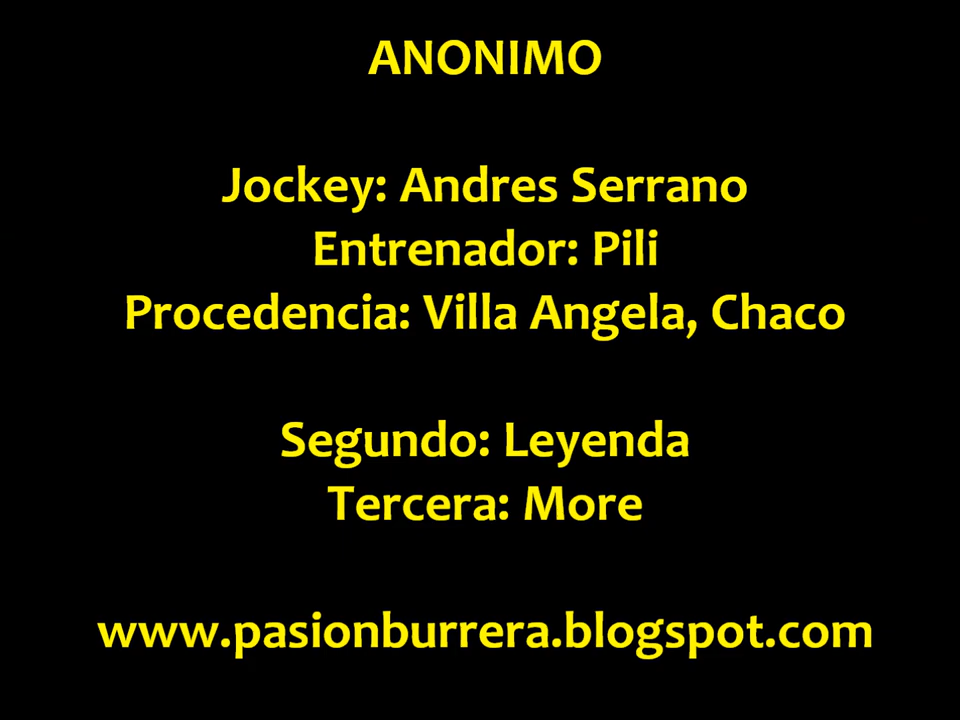 ANONIMO
Jockey: Andres Serrano
Entrenador: Pili
Procedencia: Villa Angela, Chaco
Segundo: Leyenda
Tercera: More
www.pasionburrera.blogspot.com